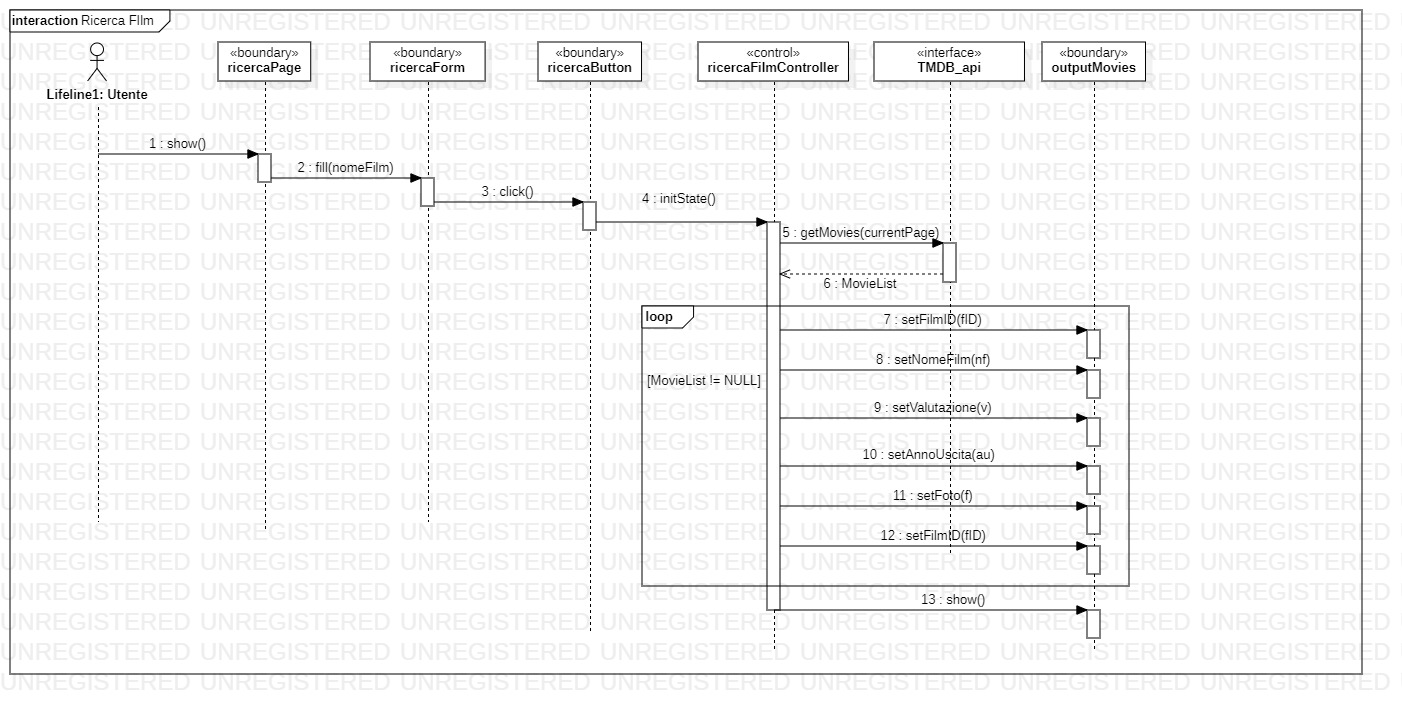 interaction Ricerca FIlm
«boundary»
ricercaPage
«boundary»
ricercaForm
«boundary»
ricercaButton
«control»
ricercaFilmController
«interface»
TMDB_api
«boundary»
outputMovies
Lifeline1: Utente
1 : show()
2 : fill(nomeFilm)
3 : click()
4 : initState()
5 : getMovies(currentPage)
6 : MovieList
loop
7 : setFilmID(fID)
8 : setNomeFilm(nf)
[MovieList != NULL]
9 : setValutazione(v)
10 : setAnnoUscita(au)
11 : setFoto(f)
12 : setFilmID(fID)
13 : show()
UNREGISTERED